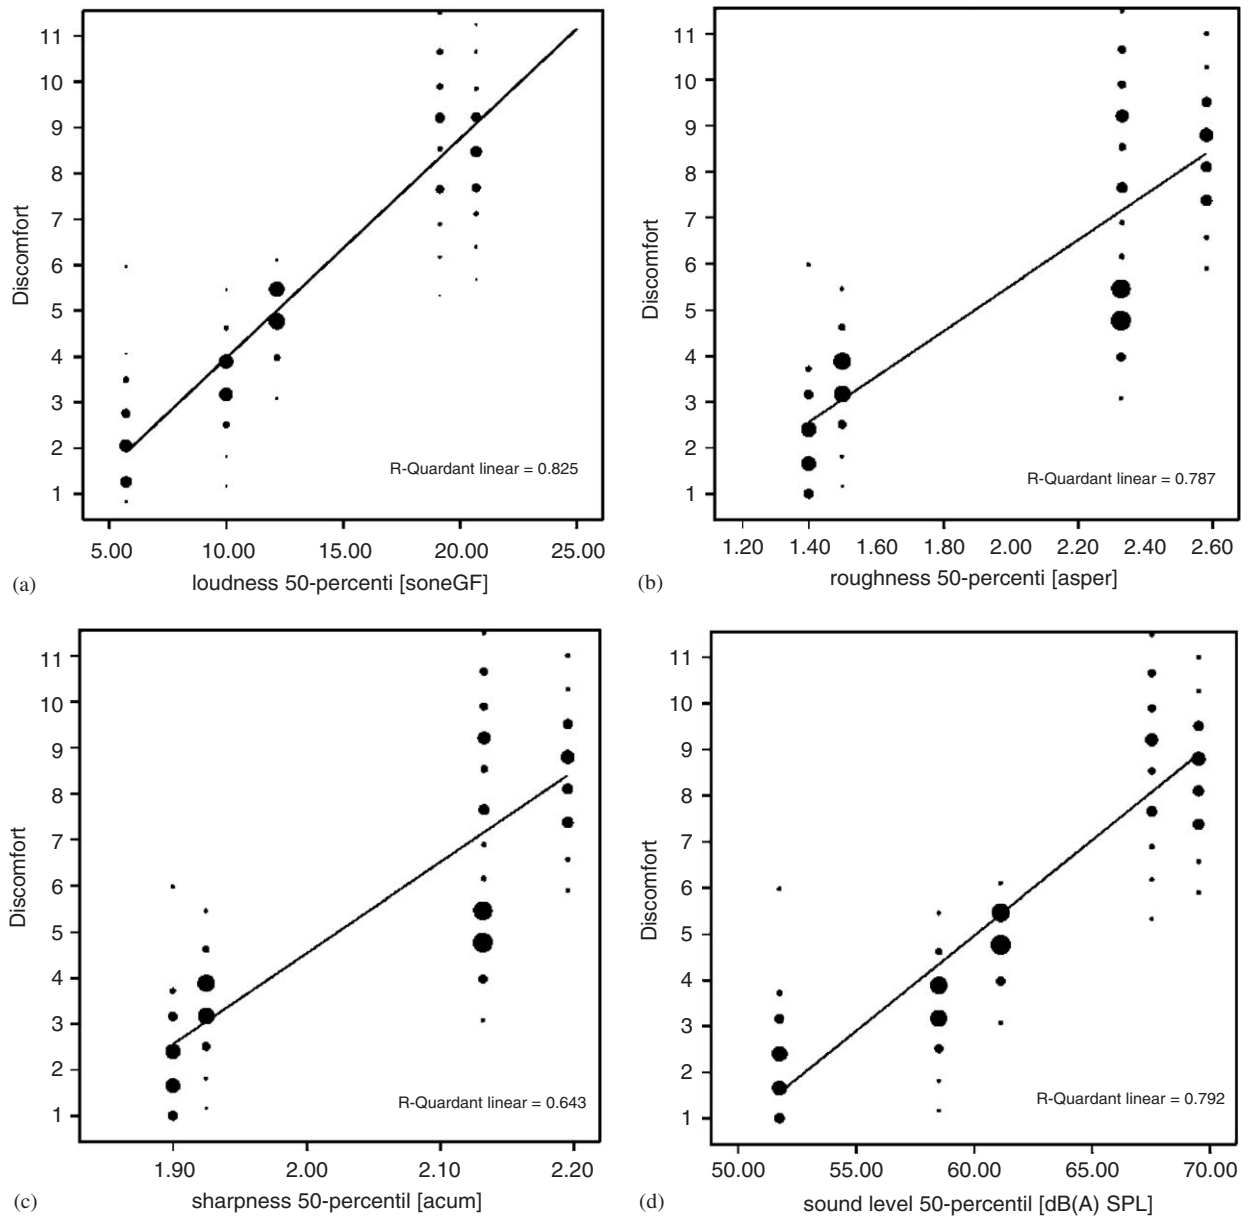 11
10
9
8
7
6
5
4
3
2
1
Discomfort
R-Quardant linear = 0.825
5.00 10.00 15.00 20.00 25.00
(a) loudness 50-percenti [soneGF]
11
10
9
8
7
6
5
4
3
2
1
Discomfort
R-Quardant linear = 0.787
1.20 1.40 1.60 1.80 2.00 2.20 2.40 2.60
(b) roughness 50-percenti [asper]
11
10
9
8
7
6
5
4
3
2
1
Discomfort
R-Quardant linear = 0.643
1.90 2.00 2.10 2.20
(c) sharpness 50-percentil [acum]
11
10
9
8
7
6
5
4
3
2
1
Discomfort
R-Quardant linear = 0.792
50.00 55.00 60.00 65.00 70.00
(d) sound level 50-percentil [dB(A) SPL]